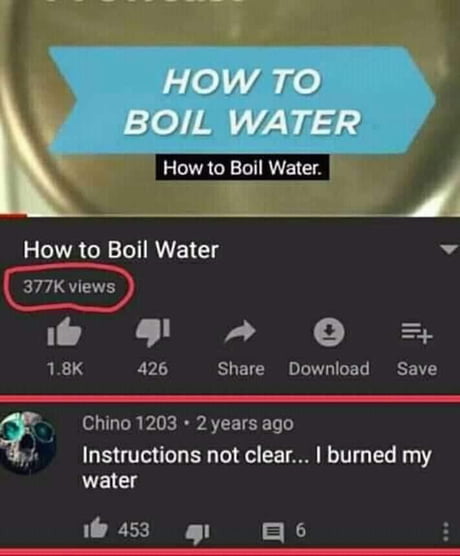 HOW TO
BOIL WATER
How to Boil Water.
How to Boil Water
377K views
1.8K 426 Share Download Save
Chino 1203 • 2 years ago
Instructions not clear... I burned my
water
453 6